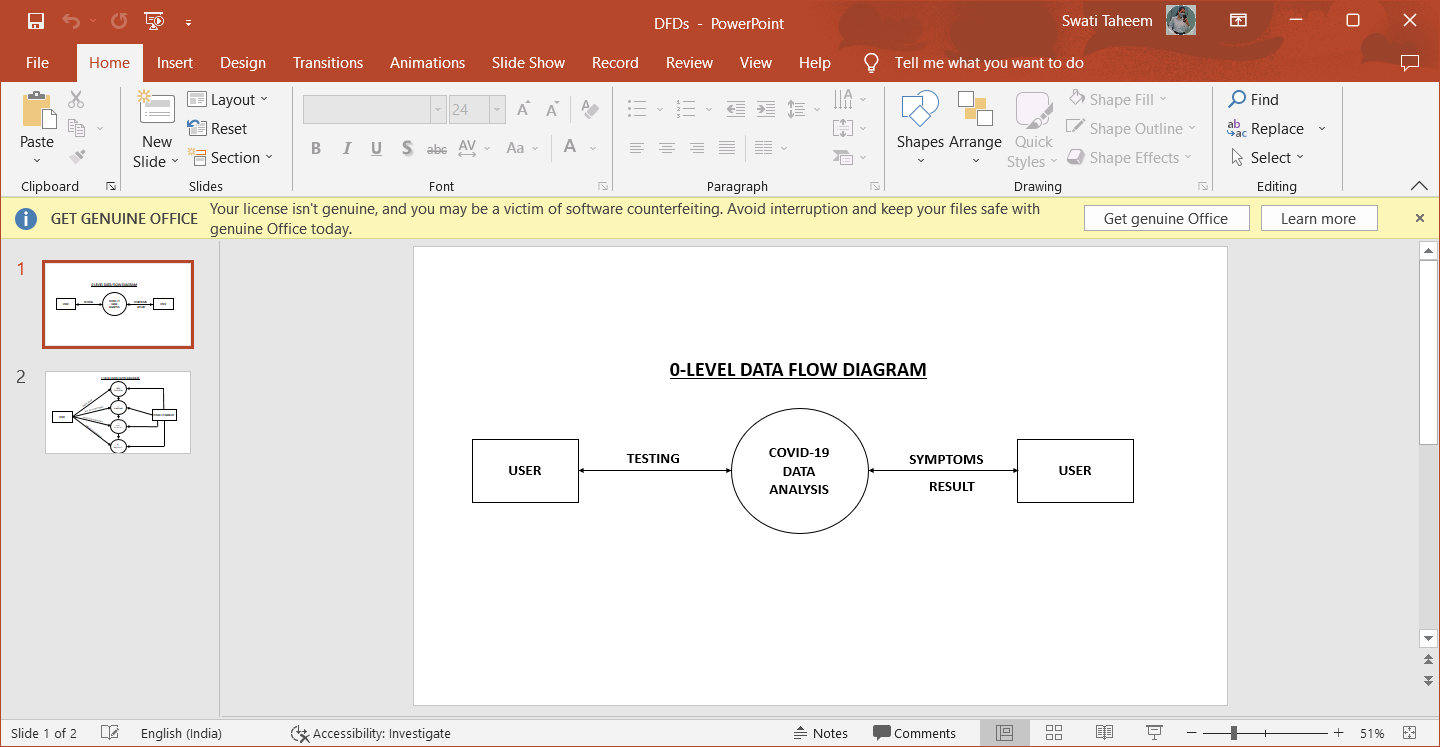 DFDs - PowerPoint
Swati Taheem
File Home Insert Design Transitions Animations Slide Show Record Review View Help Tell me what you want to do
Paste
Clipboard
New Slide
Layout
Reset
Section
Slides
24
B I U S abc AV Aa A
Font
Paragraph
Shapes Arrange Quick Styles
Shape Fill
Shape Outline
Shape Effects
Drawing
Find
Replace
Select
Editing
GET GENUINE OFFICE
Your license isn't genuine, and you may be a victim of software counterfeiting. Avoid interruption and keep your files safe with
genuine Office today.
Get genuine Office
Learn more
1
2
0-LEVEL DATA FLOW DIAGRAM
USER
TESTING
COVID-19
DATA
ANALYSIS
SYMPTOMS
RESULT
USER
Slide 1 of 2
English (India)
Accessibility: Investigate
Notes
Comments
51%